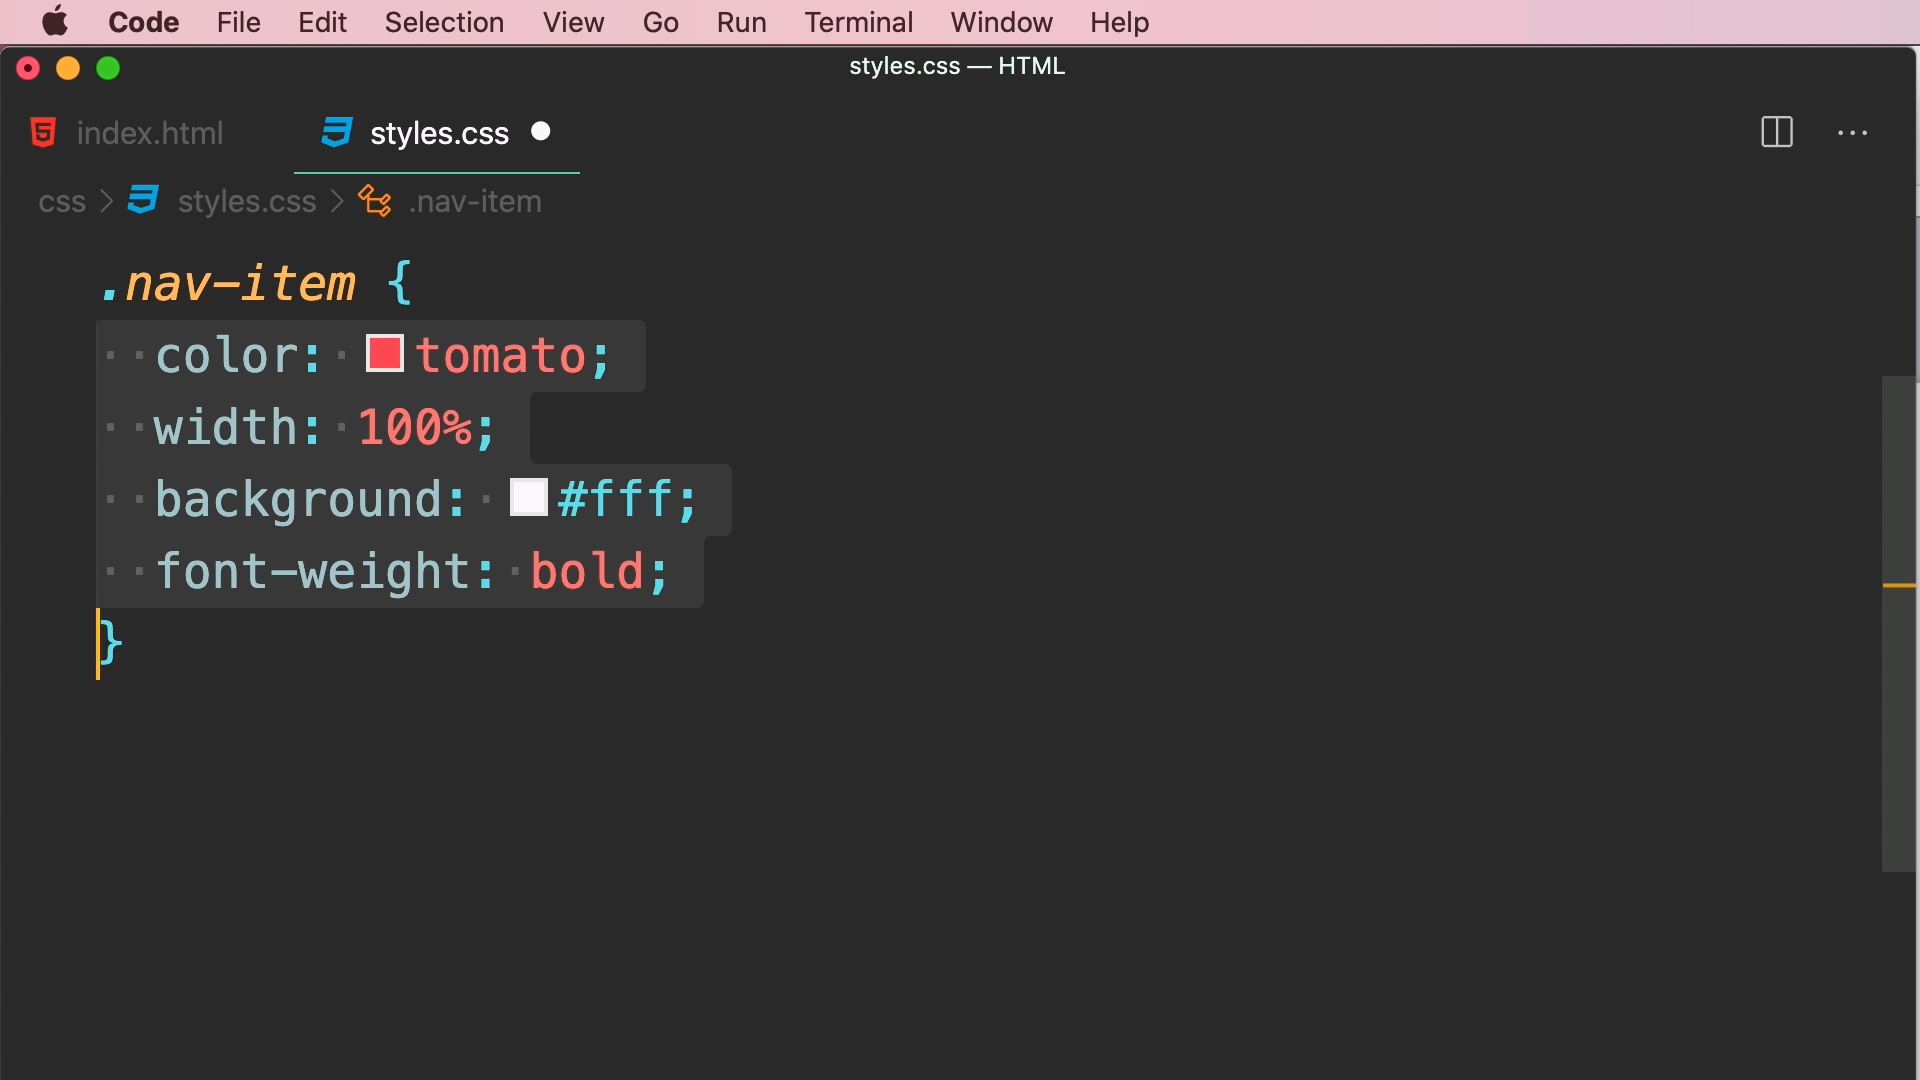 Code File Edit Selection View Go Run Terminal Window Help
styles.css — HTML
index.html styles.css
css > styles.css > .nav-item
.nav-item {
color: tomato;
width: 100%;
background: #fff;
font-weight: bold;
}